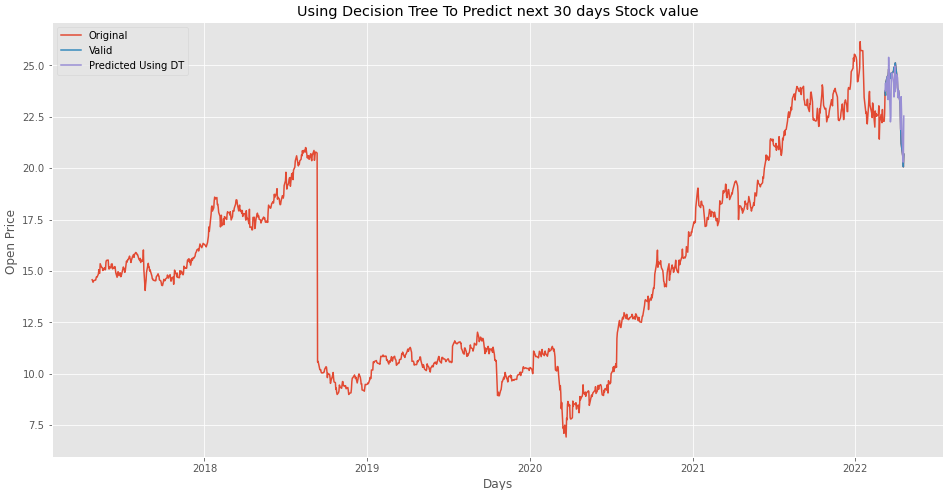 Using Decision Tree To Predict next 30 days Stock value
Original
Valid
Predicted Using DT
25.0
22.5
20.0
17.5
15.0
12.5
10.0
7.5
Open Price
2018 2019 2020 2021 2022
Days